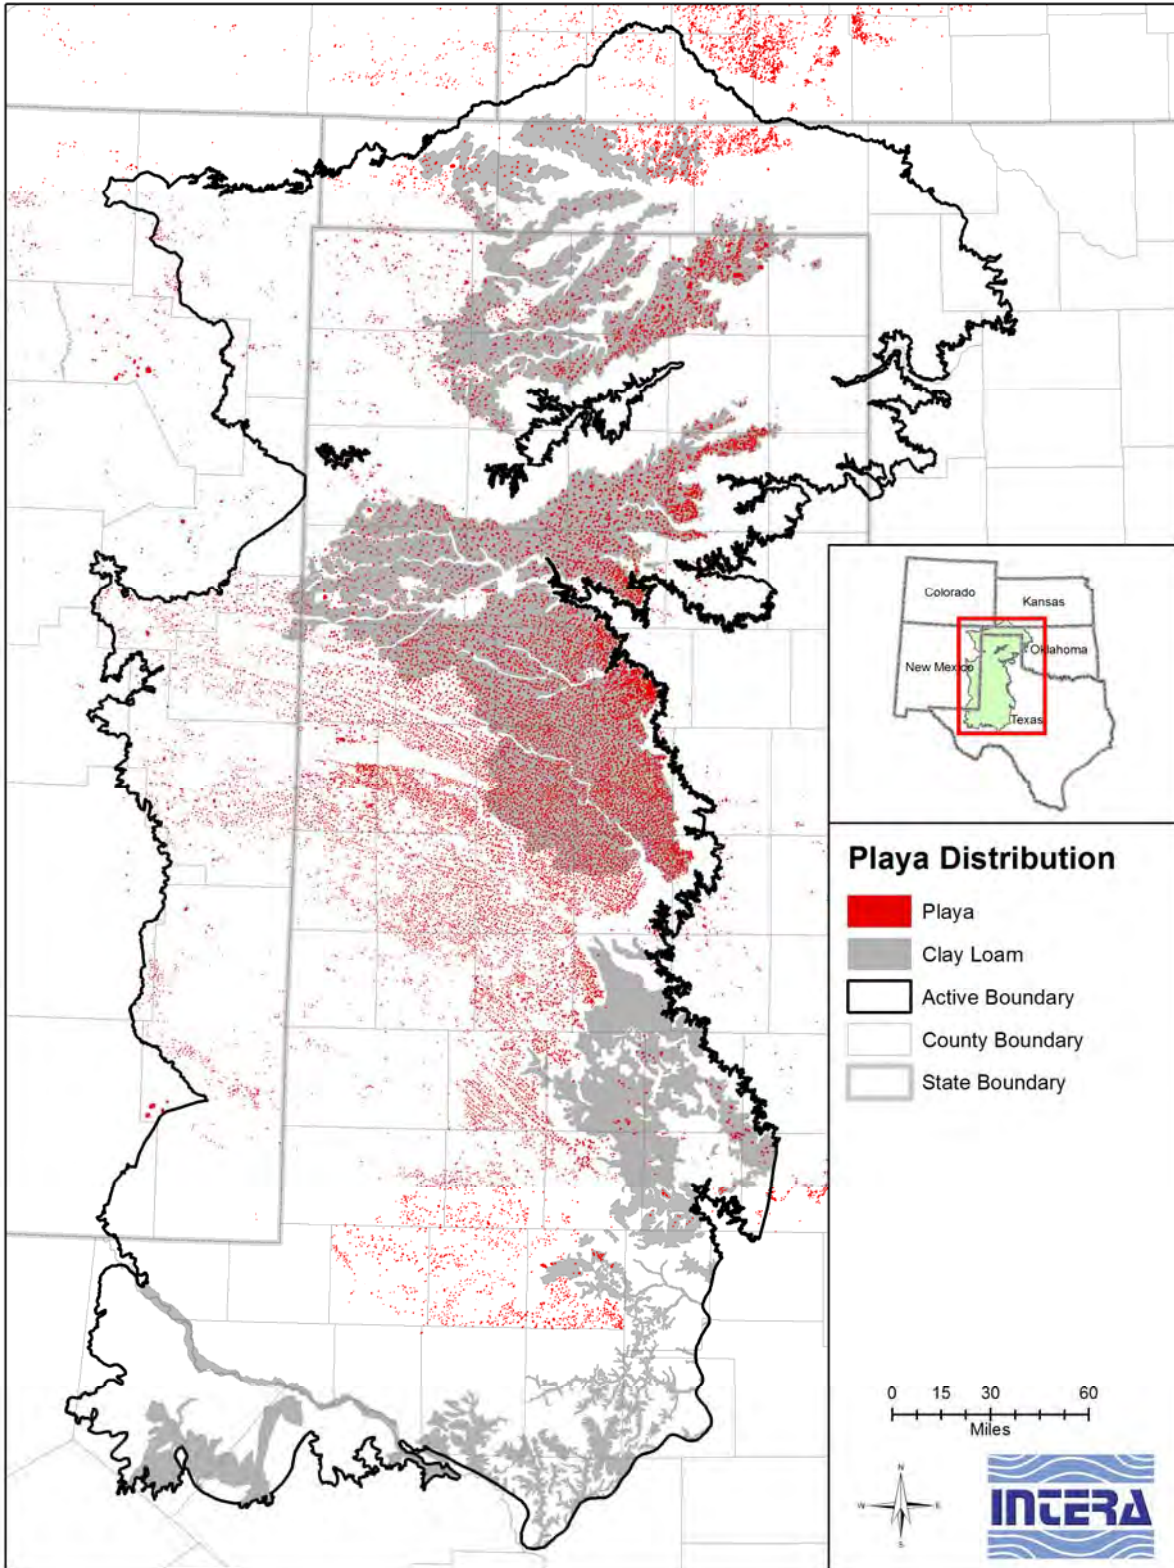 Colorado
Kansas
New Mexico
Oklahoma
Texas
Playa Distribution
Playa
Clay Loam
Active Boundary
County Boundary
State Boundary
0 15 30 60
Miles
N
W E
S
INTERA